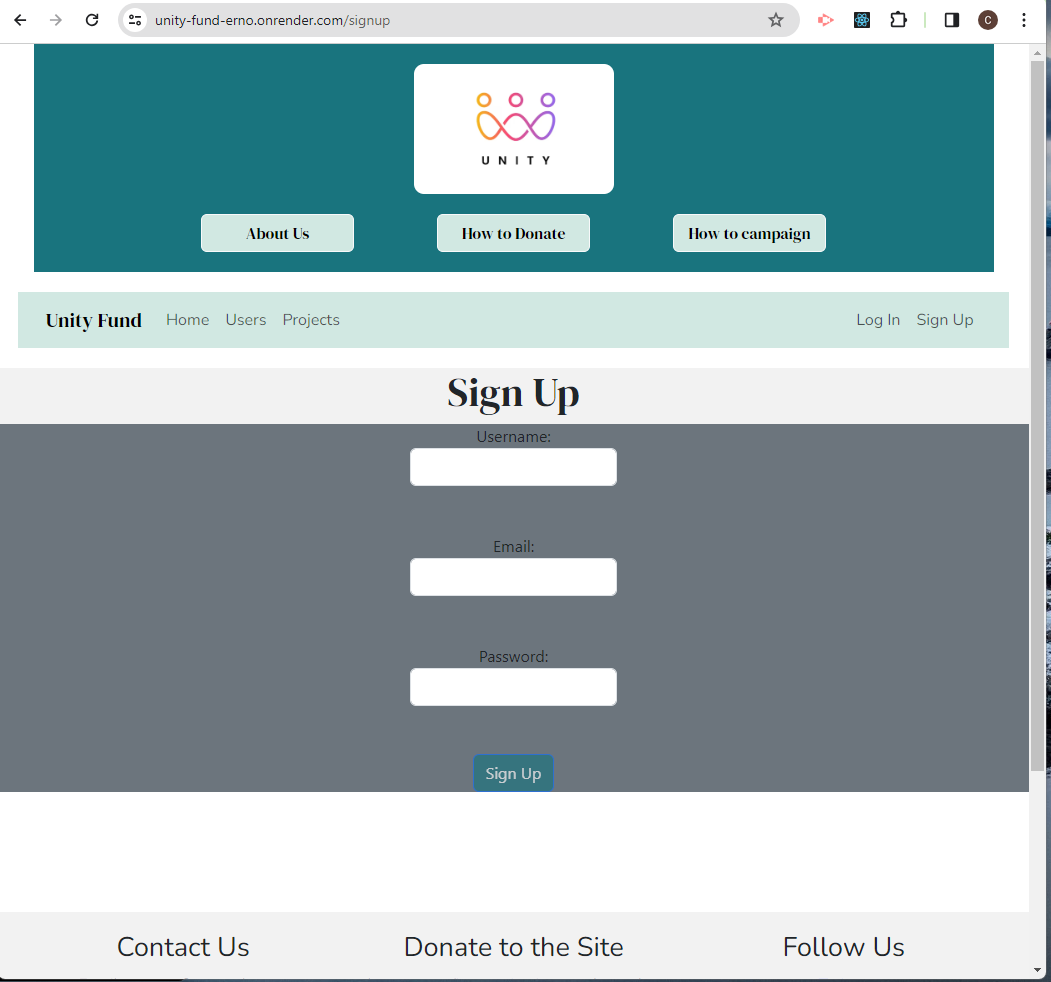 unity-fund-erno.onrender.com/signup
C
UNITY
About Us How to Donate How to campaign
Unity Fund Home Users Projects Log In Sign Up
Sign Up
Username:
Email:
Password:
Sign Up
Contact Us Donate to the Site Follow Us